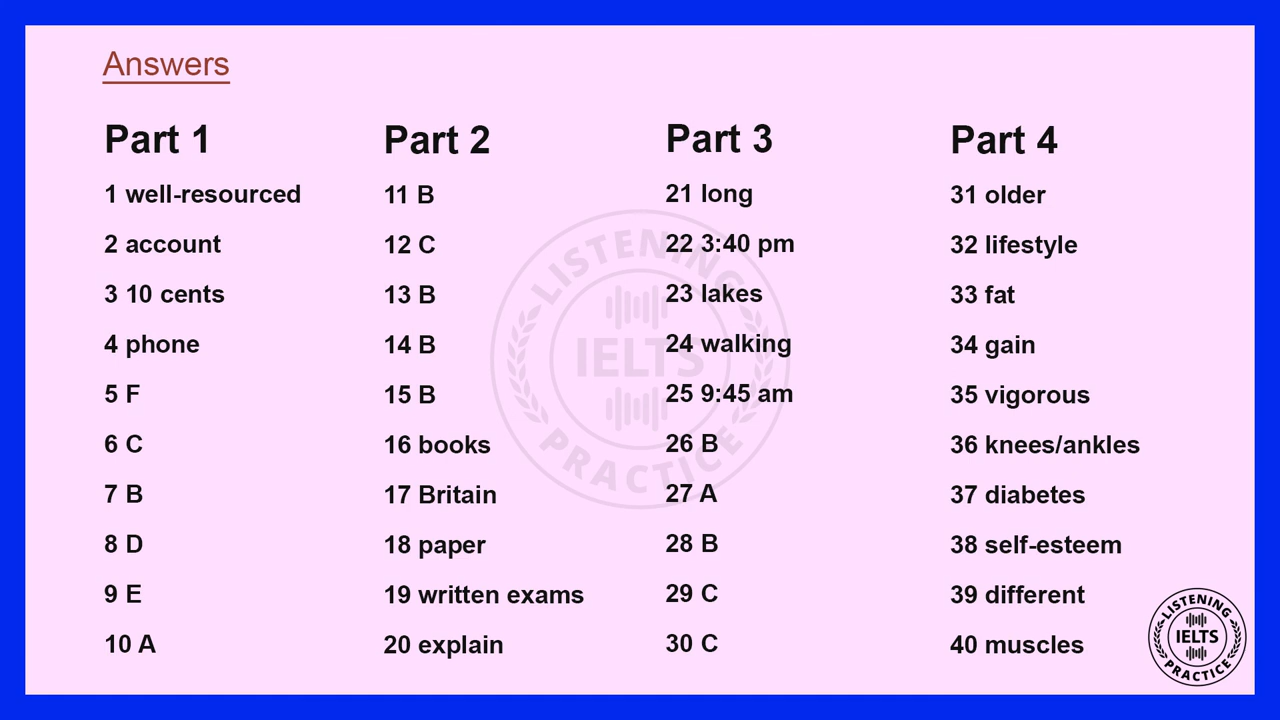 Answers
Part 1
1 well-resourced
2 account
3 10 cents
4 phone
5 F
6 C
7 B
8 D
9 E
10 A
Part 2
11 B
12 C
13 B
14 B
15 B
16 books
17 Britain
18 paper
19 written exams
20 explain
Part 3
21 long
22 3:40 pm
23 lakes
24 walking
25 9:45 am
26 B
27 A
28 B
29 C
30 C
Part 4
31 older
32 lifestyle
33 fat
34 gain
35 vigorous
36 knees/ankles
37 diabetes
38 self-esteem
39 different
40 muscles
LISTENING
IELTS
PRACTICE
LISTENING
IELTS
PRACTICE